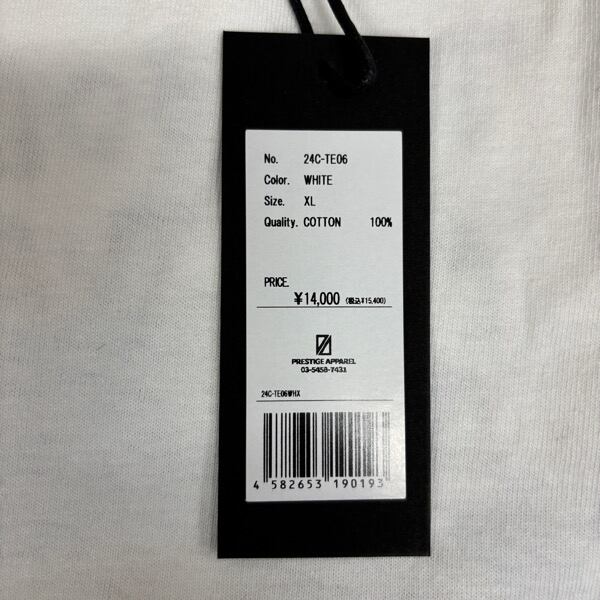 No. 24C-TE06
Color. WHITE
Size. XL
Quality. COTTON 100%
PRICE.
¥14,000 (税込¥15,400)
PRESTIGE APPAREL
03-5458-7431
24C-TE06WHX
4 582653 190193